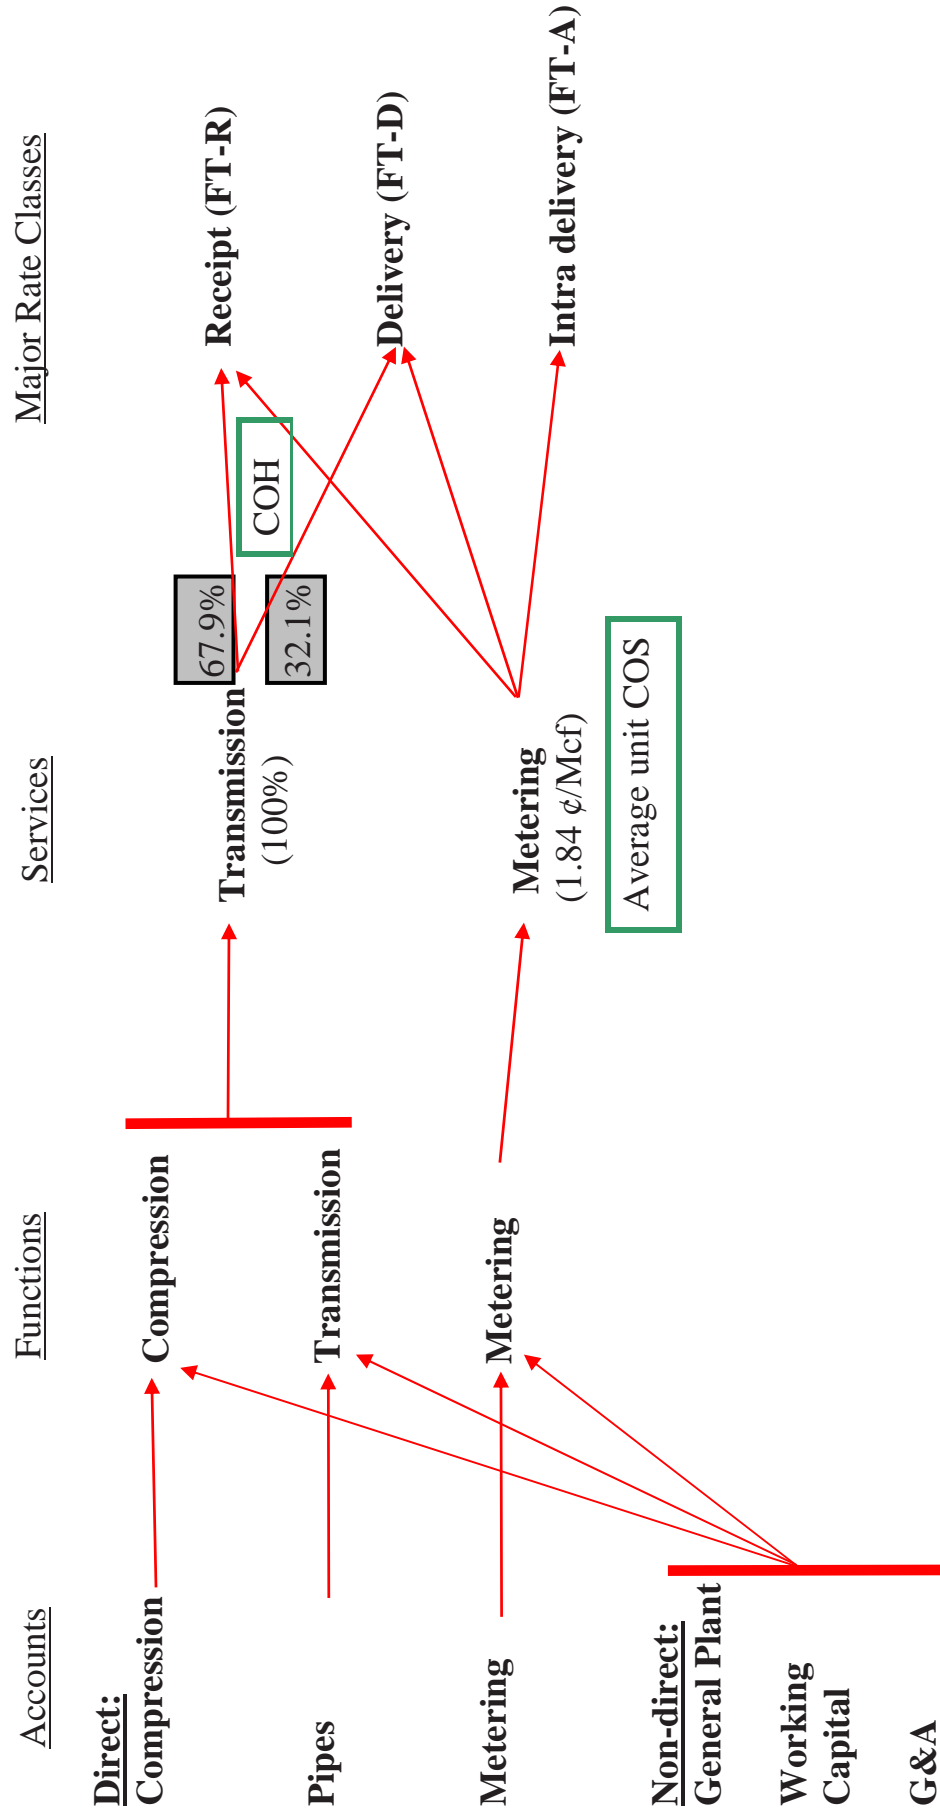 Accounts
Functions
Services
Major Rate Classes
Direct:
Compression
Pipes
Metering
Non-direct:
General Plant
Working
Capital
G&A
Compression
Transmission
Metering
Transmission
(100%)
67.9%
32.1%
COH
Metering
(1.84 ¢/Mcf)
Average unit COS
Receipt (FT-R)
Delivery (FT-D)
Intra delivery (FT-A)